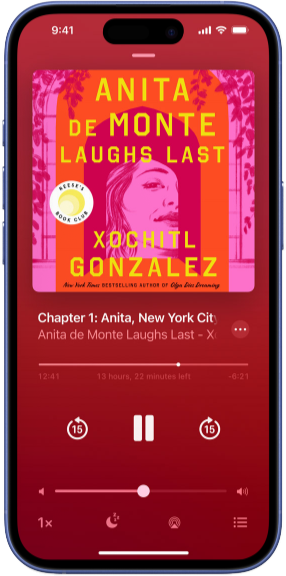 9:41
ANITA
DE MONTE
LAUGHS LAST
REESE'S
BOOK CLUB
XOCHITL
GONZALEZ
New York Times BESTSELLING AUTHOR OF Olga Dies Dreaming
Chapter 1: Anita, New York City
Anita de Monte Laughs Last - Xo
12:41 13 hours, 22 minutes left -6:21
15 15
1×